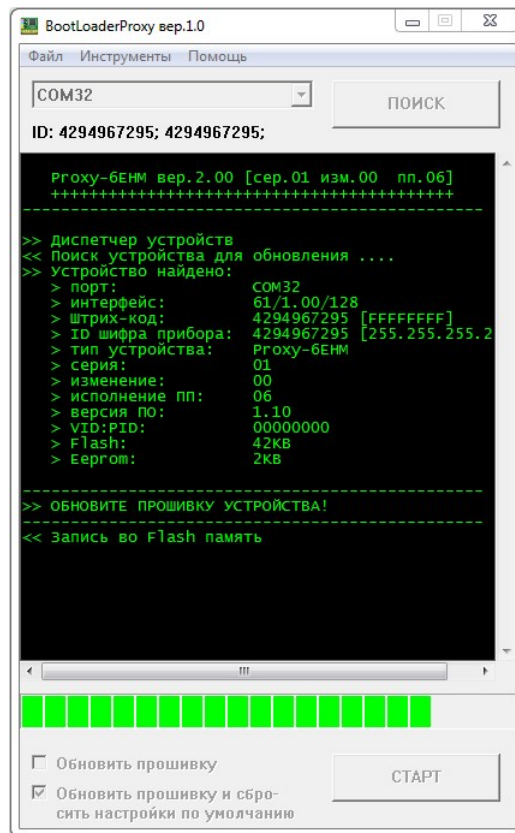 BootLoaderProxy вер.1.0
Файл Инструменты Помощь
COM32
ПОИСК
ID: 4294967295; 4294967295;
Proxy-6EHM вер.2.00 [сер.01 изм.00 пп.06]
++++++++++++++++++++++++++++++++++++++++++
--------------------------------------------------
>> Диспетчер устройств
<< Поиск устройства для обновления ....
>> Устройство найдено:
> порт: COM32
> интерфейс: 61/1.00/128
> Штрих-код: 4294967295 [FFFFFFFF]
> ID шифра прибора: 4294967295 [255.255.255.2
> тип устройства: Proxy-6EHM
> серия: 01
> изменение: 00
> исполнение ПП: 06
> версия ПО: 1.10
> VID:PID: 00000000
> Flash: 42KB
> Eeprom: 2KB
--------------------------------------------------
>> ОБНОВИТЕ ПРОШИВКУ УСТРОЙСТВА!
--------------------------------------------------
<< Запись во Flash память
Обновить прошивку
СТАРТ
Обновить прошивку и сбро-
сить настройки по умолчанию